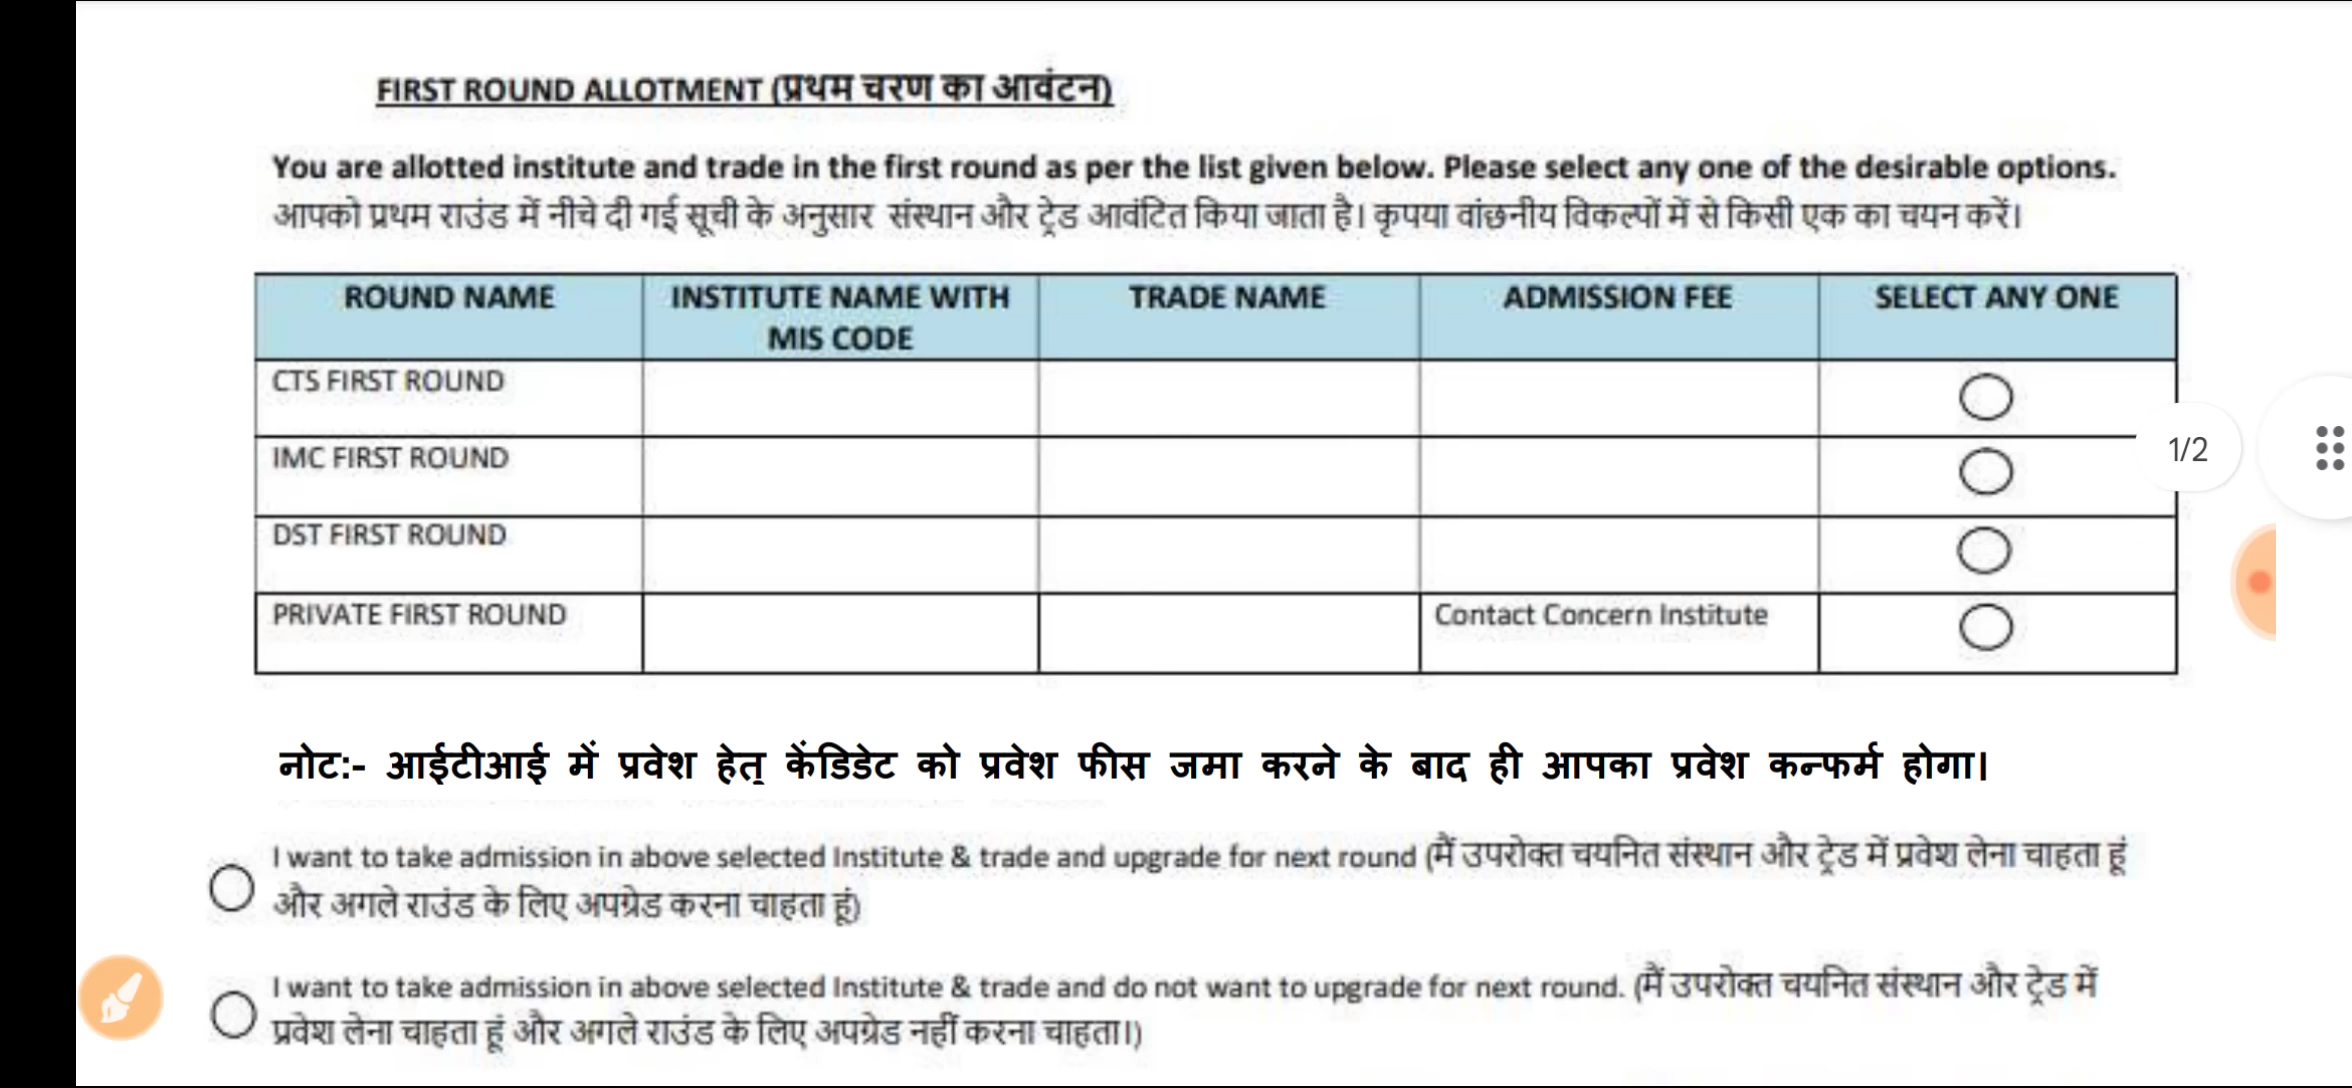 FIRST ROUND ALLOTMENT (प्रथम चरण का आवंटन)
You are allotted institute and trade in the first round as per the list given below. Please select any one of the desirable options.
आपको प्रथम राउंड में नीचे दी गई सूची के अनुसार संस्थान और ट्रेड आवंटित किया जाता है। कृपया वांछनीय विकल्पों में से किसी एक का चयन करें।
ROUND NAME INSTITUTE NAME WITH TRADE NAME ADMISSION FEE SELECT ANY ONE
MIS CODE
CTS FIRST ROUND
IMC FIRST ROUND
1/2
DST FIRST ROUND
PRIVATE FIRST ROUND Contact Concern Institute
नोट:- आईटीआई में प्रवेश हेतू केंडिडेट को प्रवेश फीस जमा करने के बाद ही आपका प्रवेश कन्फर्म होगा।
I want to take admission in above selected Institute & trade and upgrade for next round (मैं उपरोक्त चयनित संस्थान और ट्रेड में प्रवेश लेना चाहता हूं
और अगले राउंड के लिए अपग्रेड करना चाहता हूं)
I want to take admission in above selected Institute & trade and do not want to upgrade for next round. (मैं उपरोक्त चयनित संस्थान और ट्रेड में
प्रवेश लेना चाहता हूं और अगले राउंड के लिए अपग्रेड नहीं करना चाहता।)